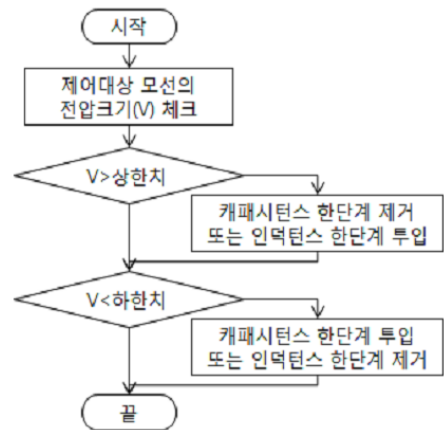 시작
제어대상 모선의
전압크기(V) 체크
V>상한치
캐패시턴스 한단계 제거
또는 인덕턴스 한단계 투입
V<하한치
캐패시턴스 한단계 투입
또는 인덕턴스 한단계 제거
끝